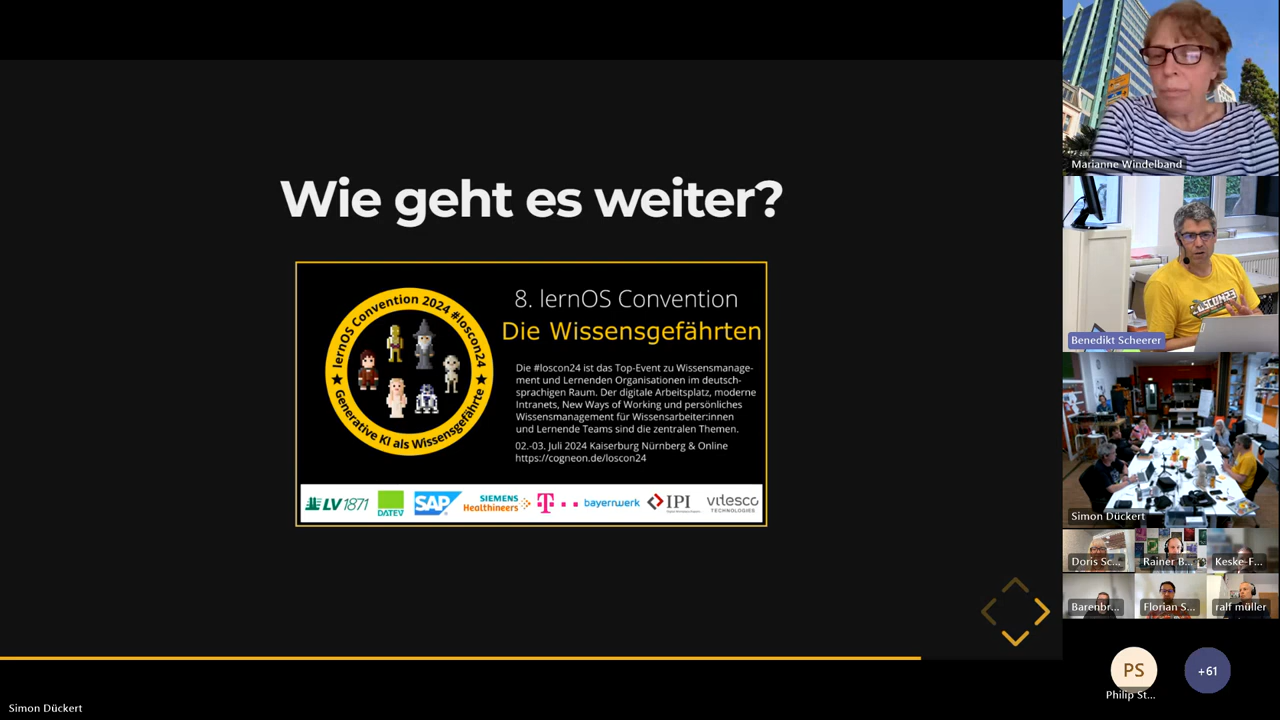 Wie geht es weiter?
lernOS Convention 2024 #loscon24
Generative KI als Wissensgefährte
8. lernOS Convention
Die Wissensgefährten
Die #loscon24 ist das Top-Event zu Wissensmanage-
ment und Lernenden Organisationen im deutsch-
sprachigen Raum. Der digitale Arbeitsplatz, moderne
Intranets, New Ways of Working und persönliches
Wissensmanagement für Wissensarbeiter:innen
und Lernende Teams sind die zentralen Themen.
02.-03. Juli 2024 Kaiserburg Nürnberg & Online
https://cogneon.de/loscon24
LV 1871
DATEV
SAP
SIEMENS
Healthineers
T
bayernwerk
IPI
vitesco
TECHNOLOGIES
Simon Dückert
Marianne Windelband
Benedikt Scheerer
Simon Dückert
Doris Sc...
Rainer B...
Keske-F...
Barenbr...
Florian S...
ralf müller
PS
Philip St...
+61